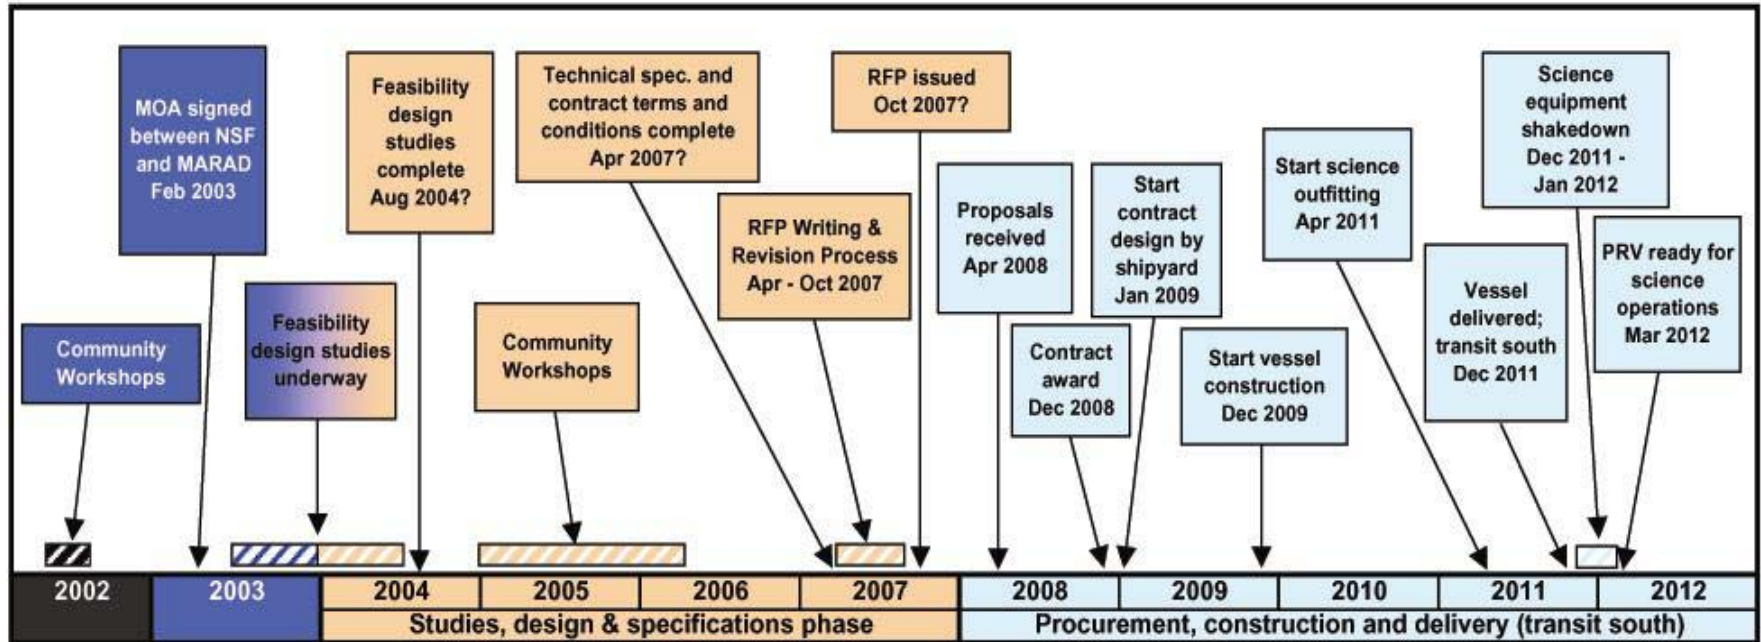 MOA signed
between NSF
and MARAD
Feb 2003
Feasibility
design
studies
complete
Aug 2004?
Technical spec. and
contract terms and
conditions complete
Apr 2007?
RFP issued
Oct 2007?
Science
equipment
shakedown
Dec 2011 -
Jan 2012
Community
Workshops
Feasibility
design studies
underway
Community
Workshops
RFP Writing &
Revision Process
Apr - Oct 2007
Proposals
received
Apr 2008
Contract
award
Dec 2008
Start
contract
design by
shipyard
Jan 2009
Start vessel
construction
Dec 2009
Start science
outfitting
Apr 2011
Vessel
delivered;
transit south
Dec 2011
PRV ready for
science
operations
Mar 2012
2002 2003 2004 2005 2006 2007 2008 2009 2010 2011 2012
Studies, design & specifications phase Procurement, construction and delivery (transit south)